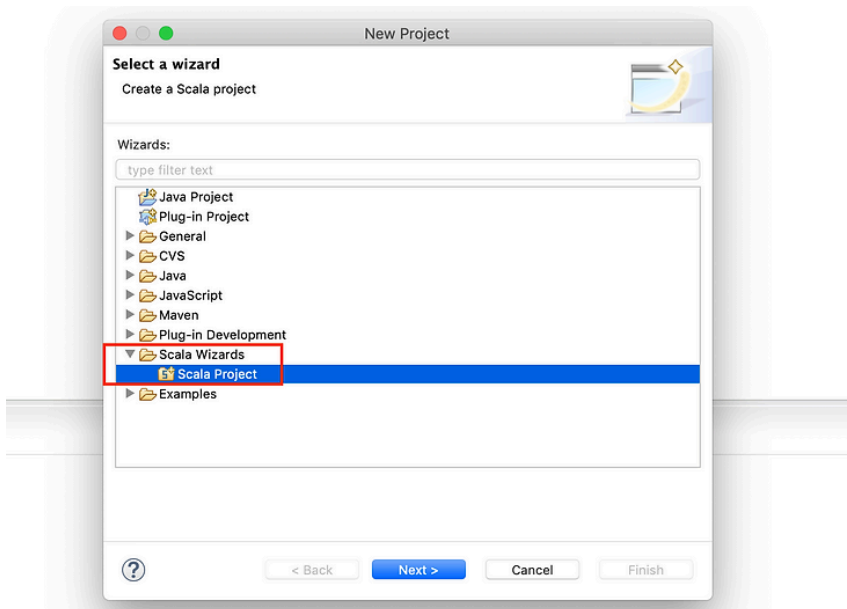 New Project
Select a wizard
Create a Scala project
Wizards:
type filter text
Java Project
Plug-in Project
General
CVS
Java
JavaScript
Maven
Plug-in Development
Scala Wizards
Scala Project
Examples
? < Back Next > Cancel Finish